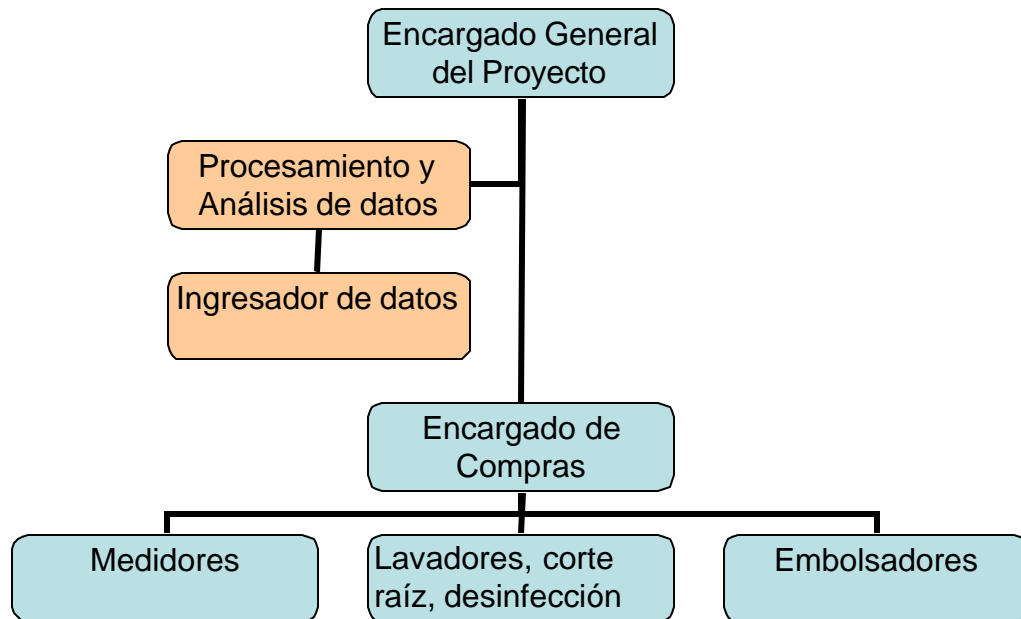 Encargado General
del Proyecto
Procesamiento y
Análisis de datos
Ingresador de datos
Encargado de
Compras
Medidores
Lavadores, corte
raíz, desinfección
Embolsadores